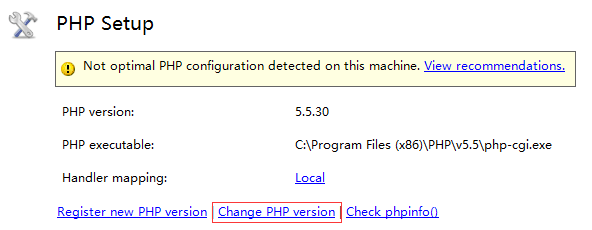 PHP Setup
Not optimal PHP configuration detected on this machine. View recommendations.
PHP version: 5.5.30
PHP executable: C:\Program Files (x86)\PHP\v5.5\php-cgi.exe
Handler mapping: Local
Register new PHP version Change PHP version | Check phpinfo()